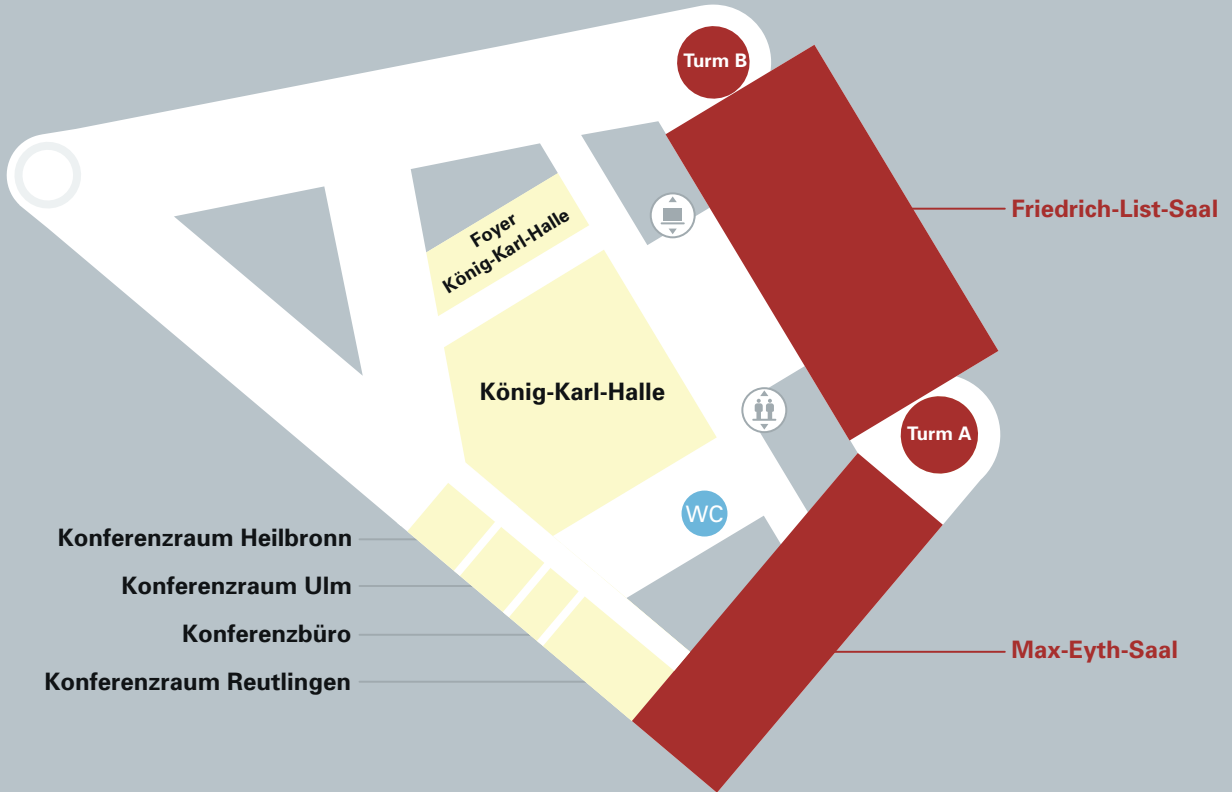 Turm B
Friedrich-List-Saal
Foyer
König-Karl-Halle
König-Karl-Halle
Turm A
WC
Konferenzraum Heilbronn
Konferenzraum Ulm
Konferenzbüro
Konferenzraum Reutlingen
Max-Eyth-Saal